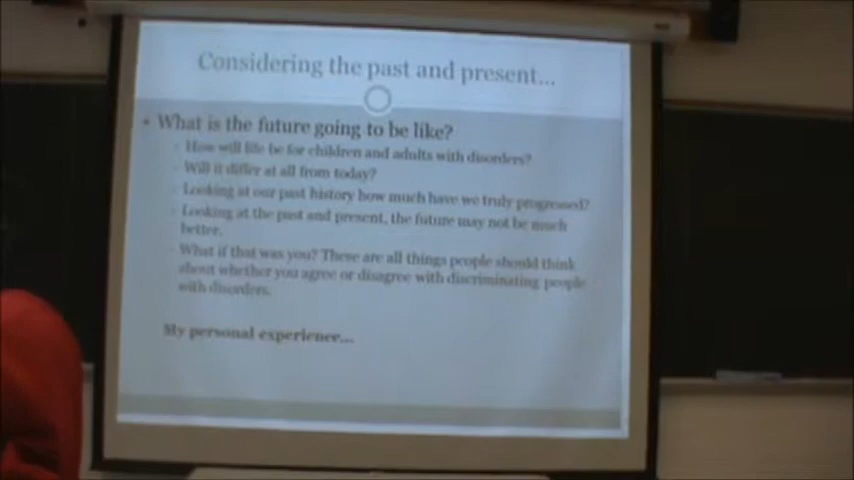 Considering the past and present...
What is the future going to be like?
How will life be for children and adults with disorders?
Will it differ at all from today?
Looking at our past history how much have we truly progressed?
Looking at the past and present, the future may not be much
better.
What if that was you? These are all things people should think
about whether you agree or disagree with discriminating people
with disorders.
My personal experience...